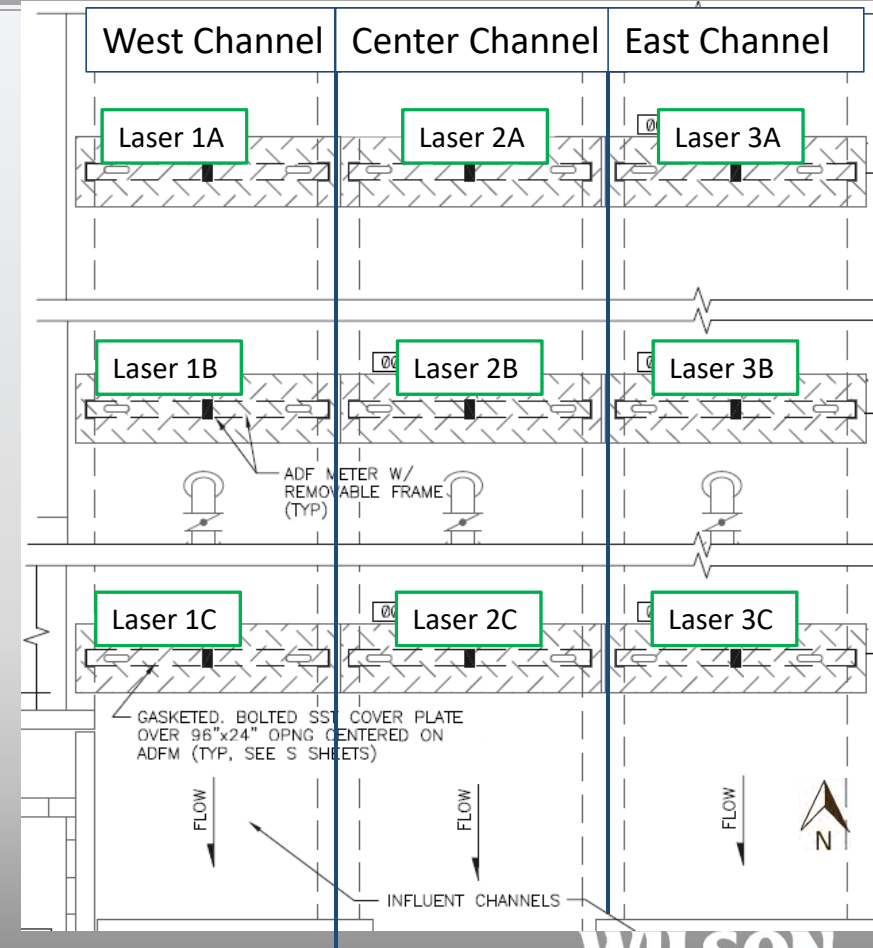 West Channel
Center Channel
East Channel
Laser 1A
Laser 2A
Laser 3A
Laser 1B
Laser 2B
Laser 3B
ADF METER W/
REMOVABLE FRAME
(TYP)
Laser 1C
Laser 2C
Laser 3C
GASKETED. BOLTED SST COVER PLATE
OVER 96"x24" OPNG CENTERED ON
ADFM (TYP, SEE S SHEETS)
FLOW
FLOW
FLOW
N
INFLUENT CHANNELS
WILSON